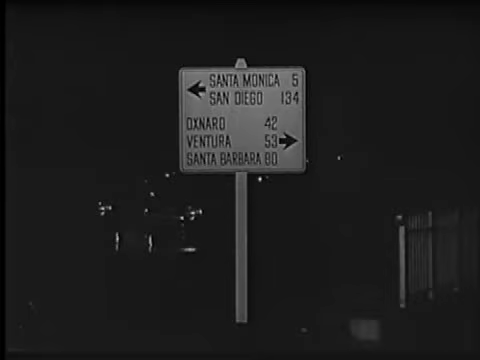 SANTA MONICA 5
SAN DIEGO 134
OXNARD 42
VENTURA 53
SANTA BARBARA 80